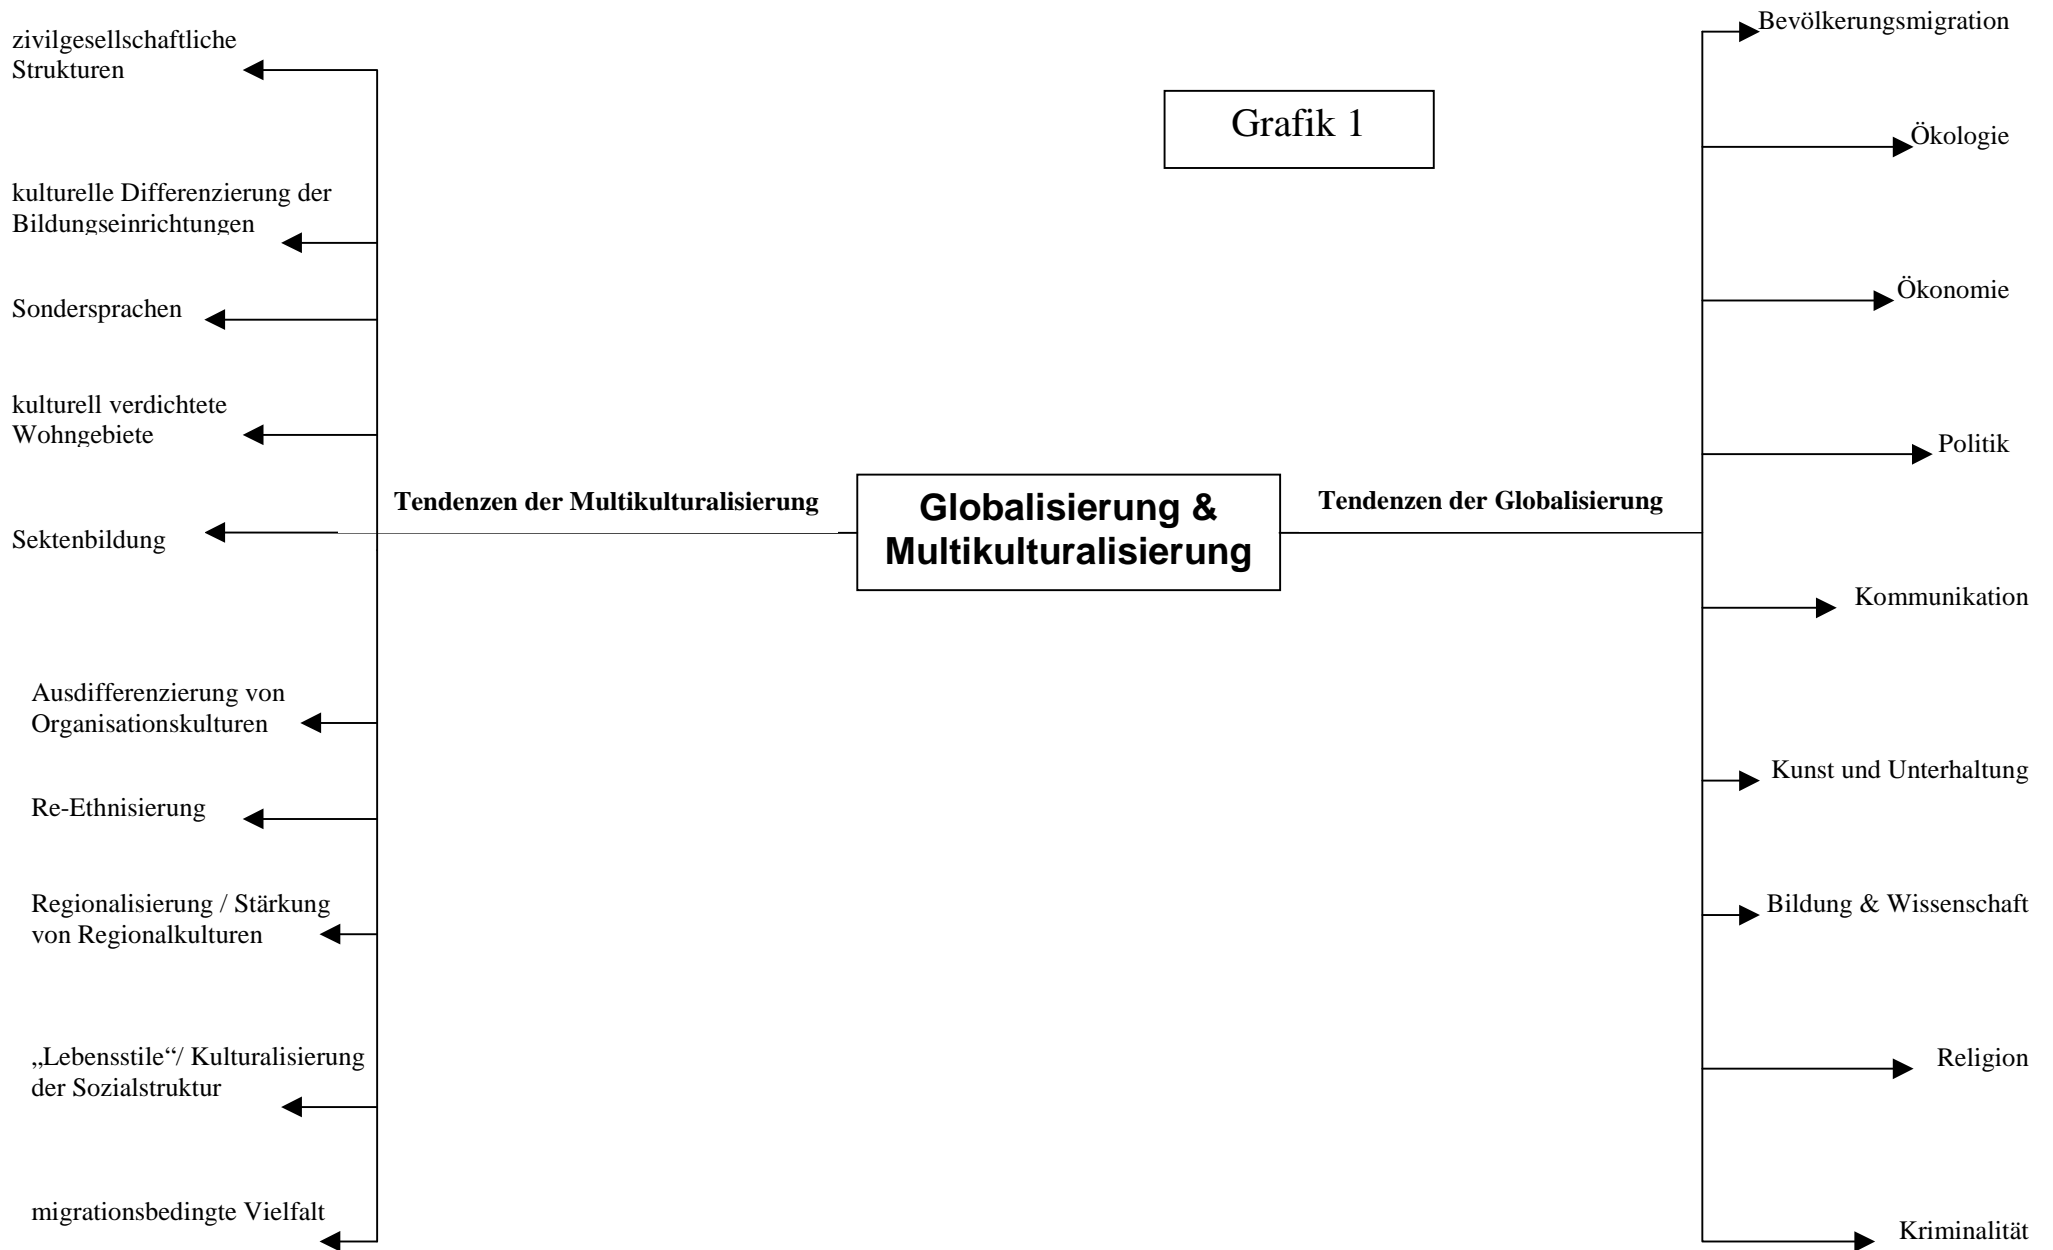 zivilgesellschaftliche
Strukturen
kulturelle Differenzierung der
Bildungseinrichtungen
Sondersprachen
kulturell verdichtete
Wohngebiete
Sektenbildung
Ausdifferenzierung von
Organisationskulturen
Re-Ethnisierung
Regionalisierung / Stärkung
von Regionalkulturen
„Lebensstile“/ Kulturalisierung
der Sozialstruktur
migrationsbedingte Vielfalt
Tendenzen der Multikulturalisierung
Grafik 1
Globalisierung &
Multikulturalisierung
Tendenzen der Globalisierung
Bevölkerungsmigration
Ökologie
Ökonomie
Politik
Kommunikation
Kunst und Unterhaltung
Bildung & Wissenschaft
Religion
Kriminalität